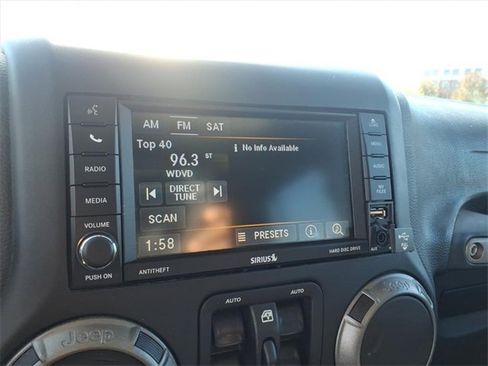 AM FM SAT
Top 40
96.3 ST
WDVD
i No Info Available
DIRECT TUNE
SCAN
1:58
PRESETS
i
RADIO
MEDIA
VOLUME
PUSH ON
MENU
AUDIO
MY FILES
AUX
ANTITHEFT
SIRIUS
HARD DISC DRIVE
AUTO
AUTO
Jeep
Jeep